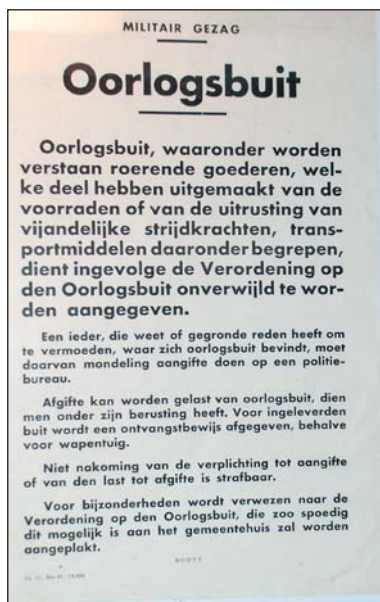 MILITAIR GEZAG
Oorlogsbuit
Oorlogsbuit, waaronder worden
verstaan roerende goederen, wel-
ke deel hebben uitgemaakt van de
voorraden of van de uitrusting van
vijandelijke strijdkrachten, trans-
portmiddelen daaronder begrepen,
dient ingevolge de Verordening op
den Oorlogsbuit onverwijld te wor-
den aangegeven.
Een ieder, die weet of gegronde reden heeft om
te vermoeden, waar zich oorlogsbuit bevindt, moet
daarvan mondeling aangifte doen op een politie-
bureau.
Afgifte kan worden gelast van oorlogsbuit, dien
men onder zijn berusting heeft. Voor ingeleverden
buit wordt een ontvangstbewijs afgegeven, behalve
voor wapentuig.
Niet nakoming van de verplichting tot aangifte
of van den last tot afgifte is strafbaar.
Voor bijzonderheden wordt verwezen naar de
Verordening op den Oorlogsbuit, die zoo spoedig
dit mogelijk is aan het gemeentehuis zal worden
aangeplakt.